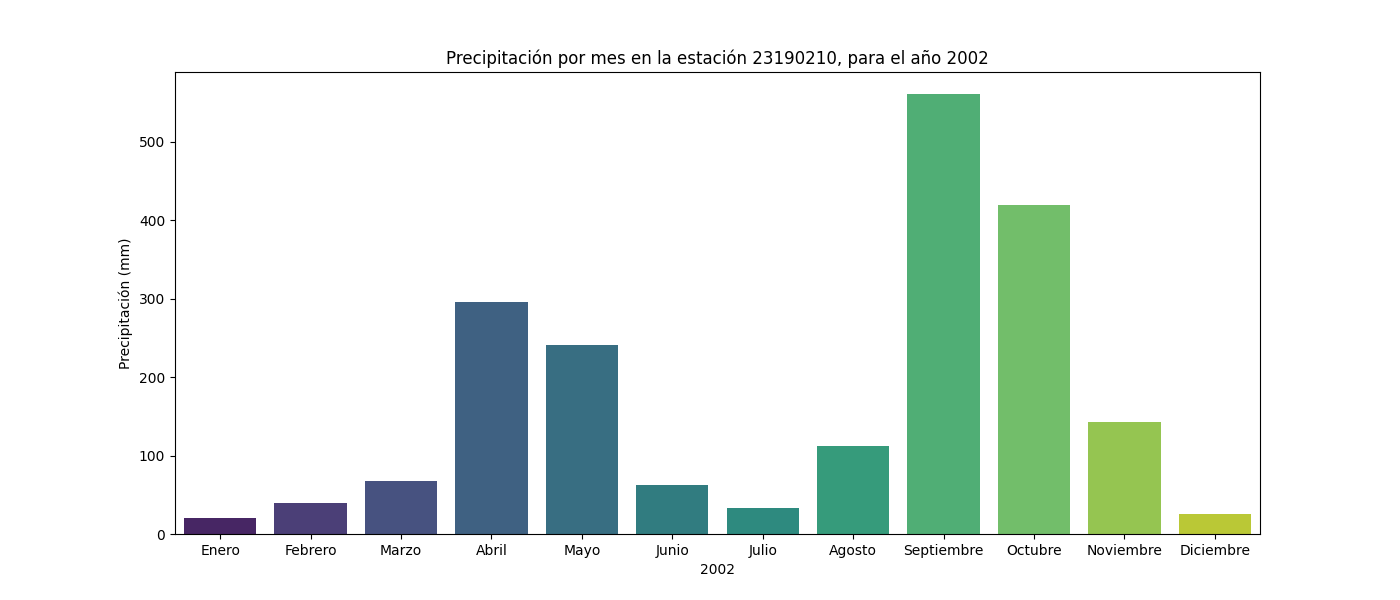 Precipitación por mes en la estación 23190210, para el año 2002
Precipitación (mm)
500
400
300
200
100
0
Enero Febrero Marzo Abril Mayo Junio Julio Agosto Septiembre Octubre Noviembre Diciembre
2002